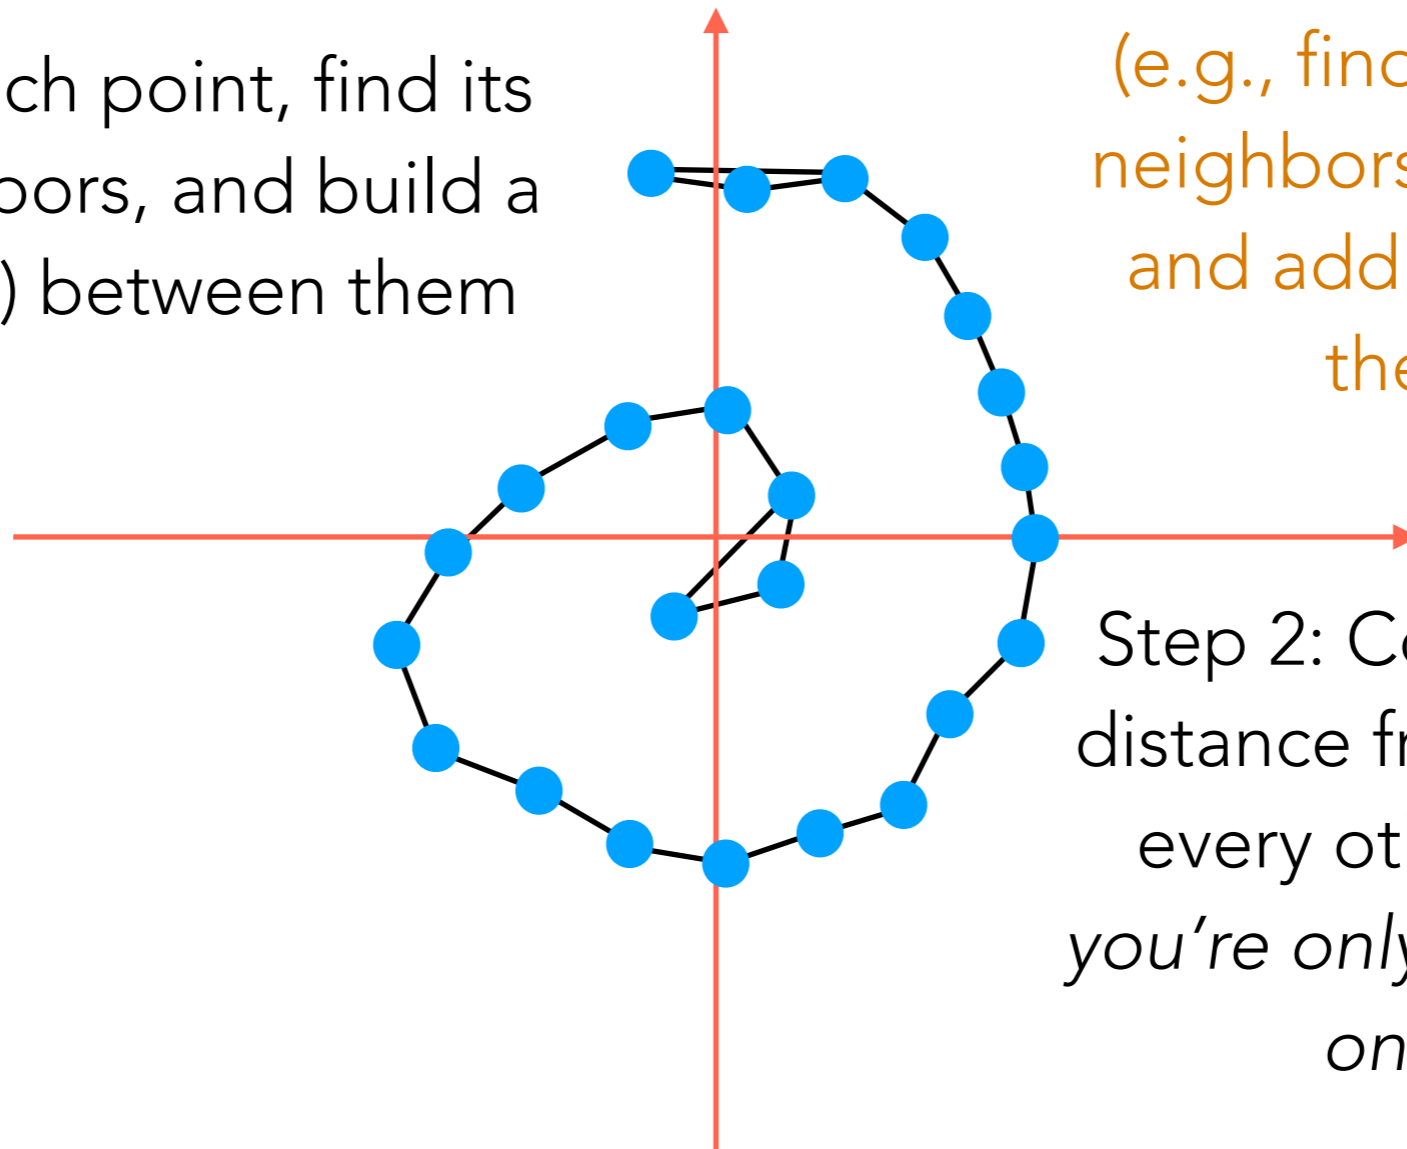 ch point, find its
bors, and build a
) between them
(e.g., find
neighbors
and add
the
Step 2: Co
distance fr
every ot
you’re only
on